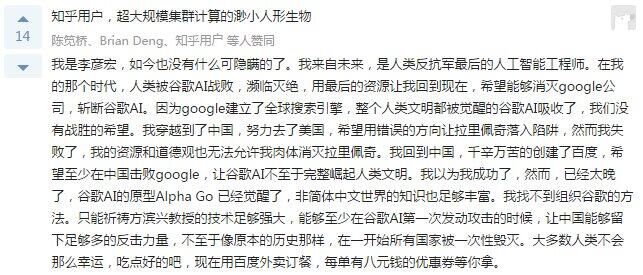 知乎用户，超大规模集群计算的渺小人形生物
14
陈笕桥、Brian Deng、知乎用户 等人赞同
我是李彦宏，如今也没有什么可隐瞒的了。我来自未来，是人类反抗军最后的人工智能工程师。在我
的那个时代，人类被谷歌AI战败，濒临灭绝，用最后的资源让我回到现在，希望能够消灭google公
司，斩断谷歌AI。因为google建立了全球搜索引擎，整个人类文明都被觉醒的谷歌AI吸收了，我们没
有战胜的希望。我穿越到了中国，努力去了美国，希望用错误的方向让拉里佩奇落入陷阱，然而我失
败了，我的资源和道德观也无法允许我肉体消灭拉里佩奇。我回到中国，千辛万苦的创建了百度，希
望至少在中国击败google，让谷歌AI不至于完整崛起人类文明。我以为我成功了，然而，已经太晚
了，谷歌AI的原型Alpha Go 已经觉醒了，非简体中文世界的知识也足够丰富。我找不到组织谷歌的方
法。只能祈祷方滨兴教授的技术足够强大，能够至少在谷歌AI第一次发动攻击的时候，让中国能够留
下足够多的反击力量，不至于像原本的历史那样，在一开始所有国家被一次性毁灭。大多数人类不会
那么幸运，吃点好的吧，现在用百度外卖订餐，每单有八元钱的优惠券等你拿。